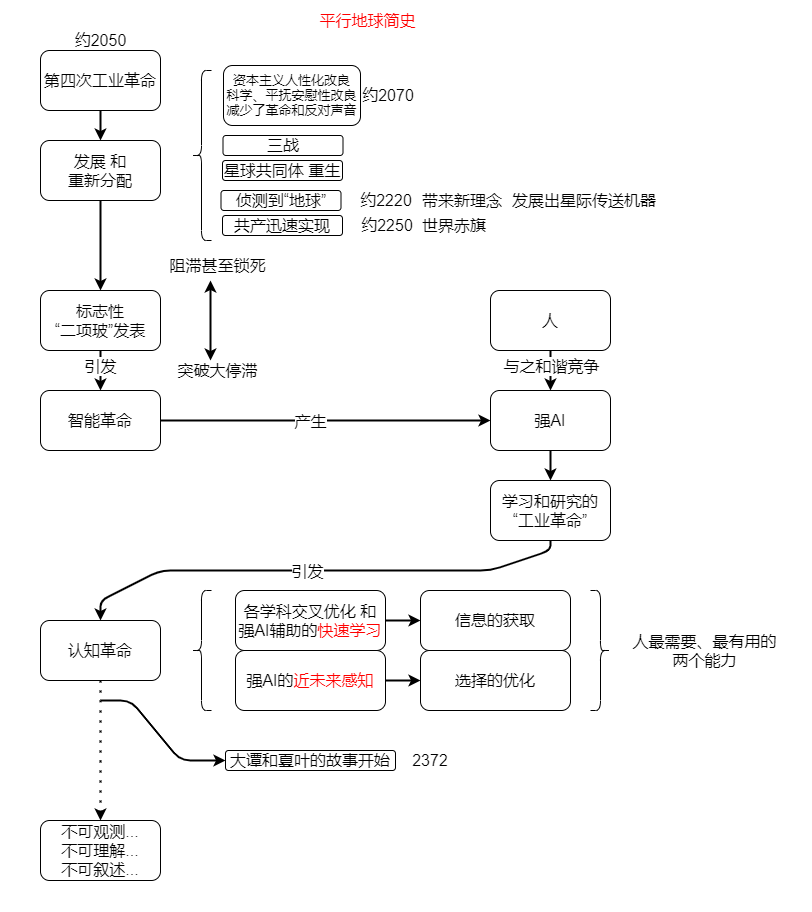 平行地球简史
约2050
第四次工业革命
资本主义人性化改良
科学、平抚安慰性改良
减少了革命和反对声音
约2070
发展 和
重新分配
三战
星球共同体 重生
侦测到“地球”
约2220 带来新理念 发展出星际传送机器
共产迅速实现
约2250 世界赤旗
阻滞甚至锁死
突破大停滞
标志性
“二项玻”发表
引发
智能革命
产生
人
与之和谐竞争
强AI
学习和研究的
“工业革命”
引发
认知革命
各学科交叉优化 和
强AI辅助的快速学习
信息的获取
强AI的近未来感知
选择的优化
人最需要、最有用的
两个能力
大谭和夏叶的故事开始
2372
不可观测...
不可理解...
不可叙述...